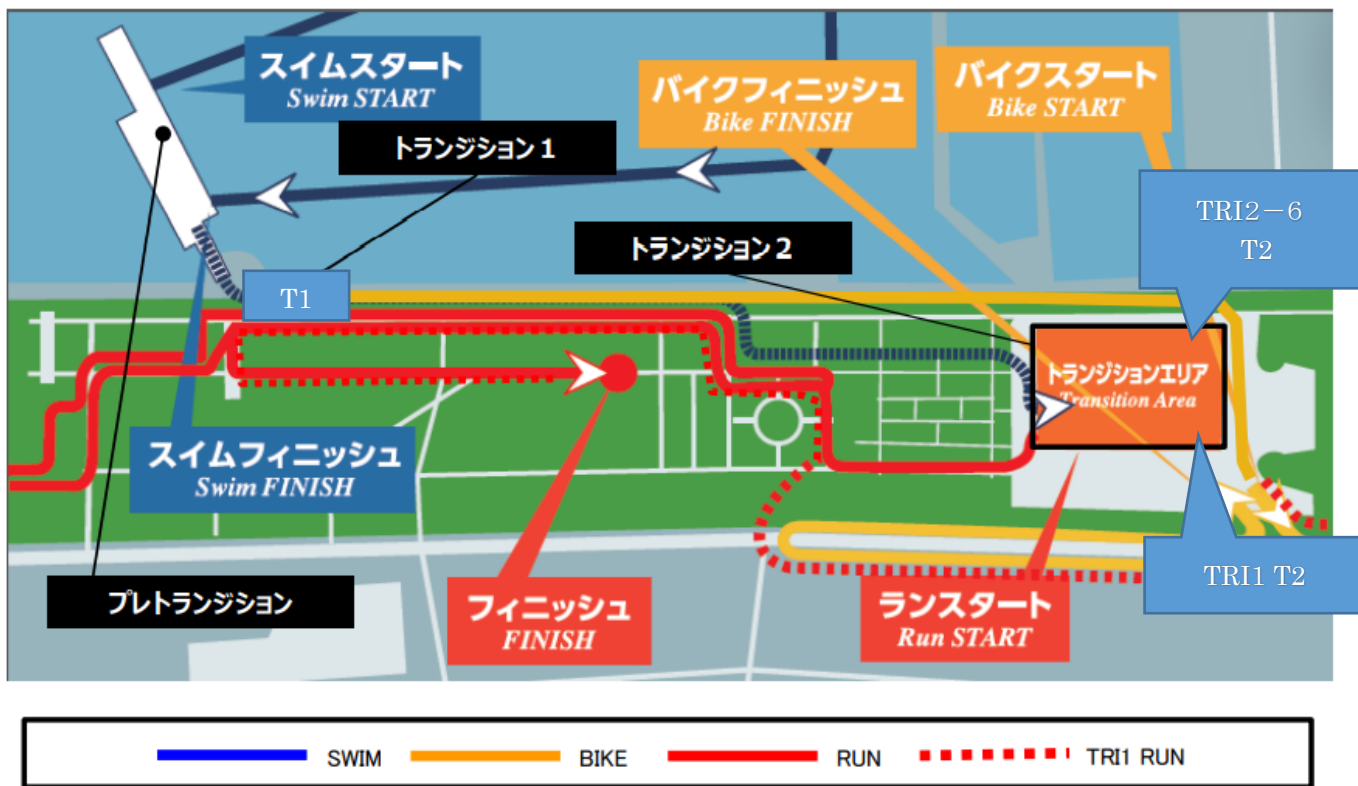 スイムスタート
Swim START
トランジション１
バイクフィニッシュ
Bike FINISH
バイクスタート
Bike START
TRI2－6
T2
トランジション２
T1
トランジションエリア
Transition Area
スイムフィニッシュ
Swim FINISH
プレトランジション
フィニッシュ
FINISH
ランスタート
Run START
TRI1 T2
SWIM
BIKE
RUN
TRI1 RUN